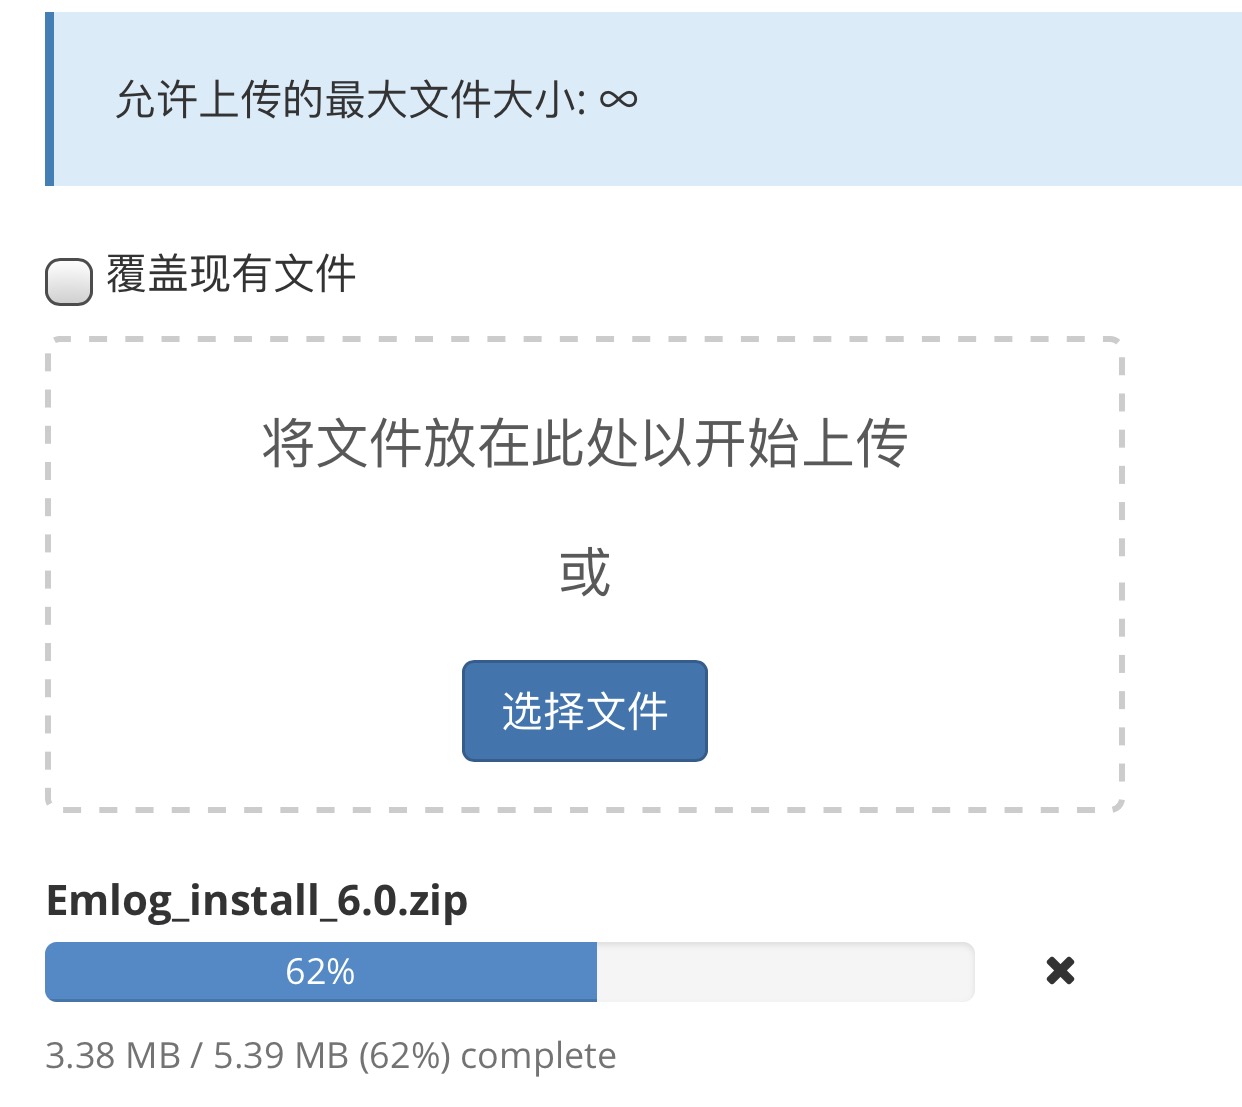 允许上传的最大文件大小: ∞
覆盖现有文件
将文件放在此处以开始上传
或
选择文件
Emlog_install_6.0.zip
62%
3.38 MB / 5.39 MB (62%) complete